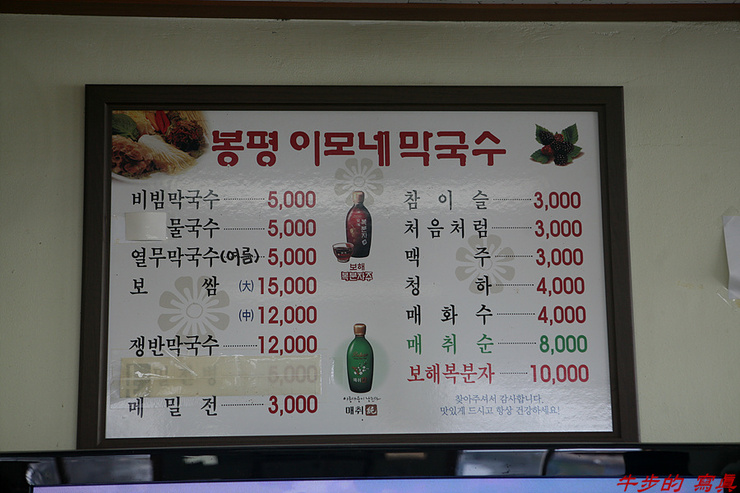 봉평 이모네 막국수
비빔막국수 5,000
물국수 5,000
열무막국수(여름) 5,000
보 쌈 (大) 15,000
(中) 12,000
쟁반막국수 12,000
5,000
메밀전 3,000
보해
복분자주
매취純
참이슬 3,000
처음처럼 3,000
맥 주 3,000
청 하 4,000
매화수 4,000
매취순 8,000
보해복분자 10,000
찾아주셔서 감사합니다.
맛있게 드시고 항상 건강하세요!
牛步的 寫真